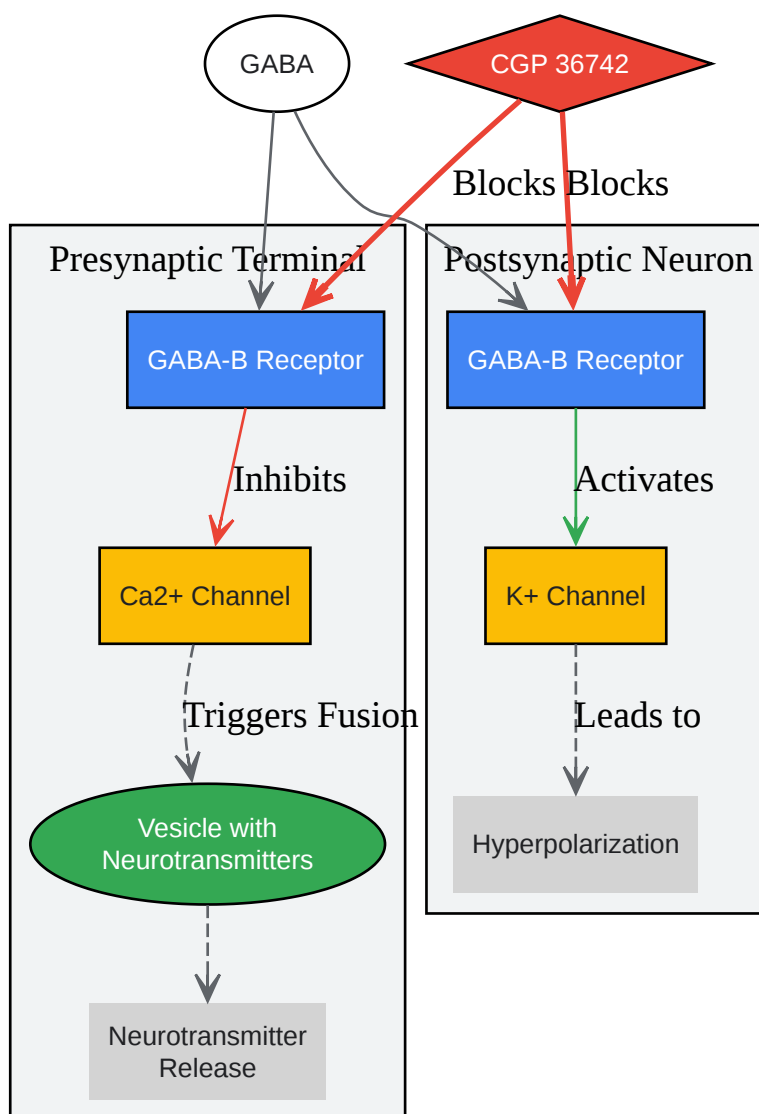 GABA
CGP 36742
Blocks
Blocks
Presynaptic Terminal
Postsynaptic Neuron
GABA-B Receptor
GABA-B Receptor
Inhibits
Activates
Ca2+ Channel
K+ Channel
Triggers Fusion
Leads to
Vesicle with
Neurotransmitters
Hyperpolarization
Neurotransmitter
Release